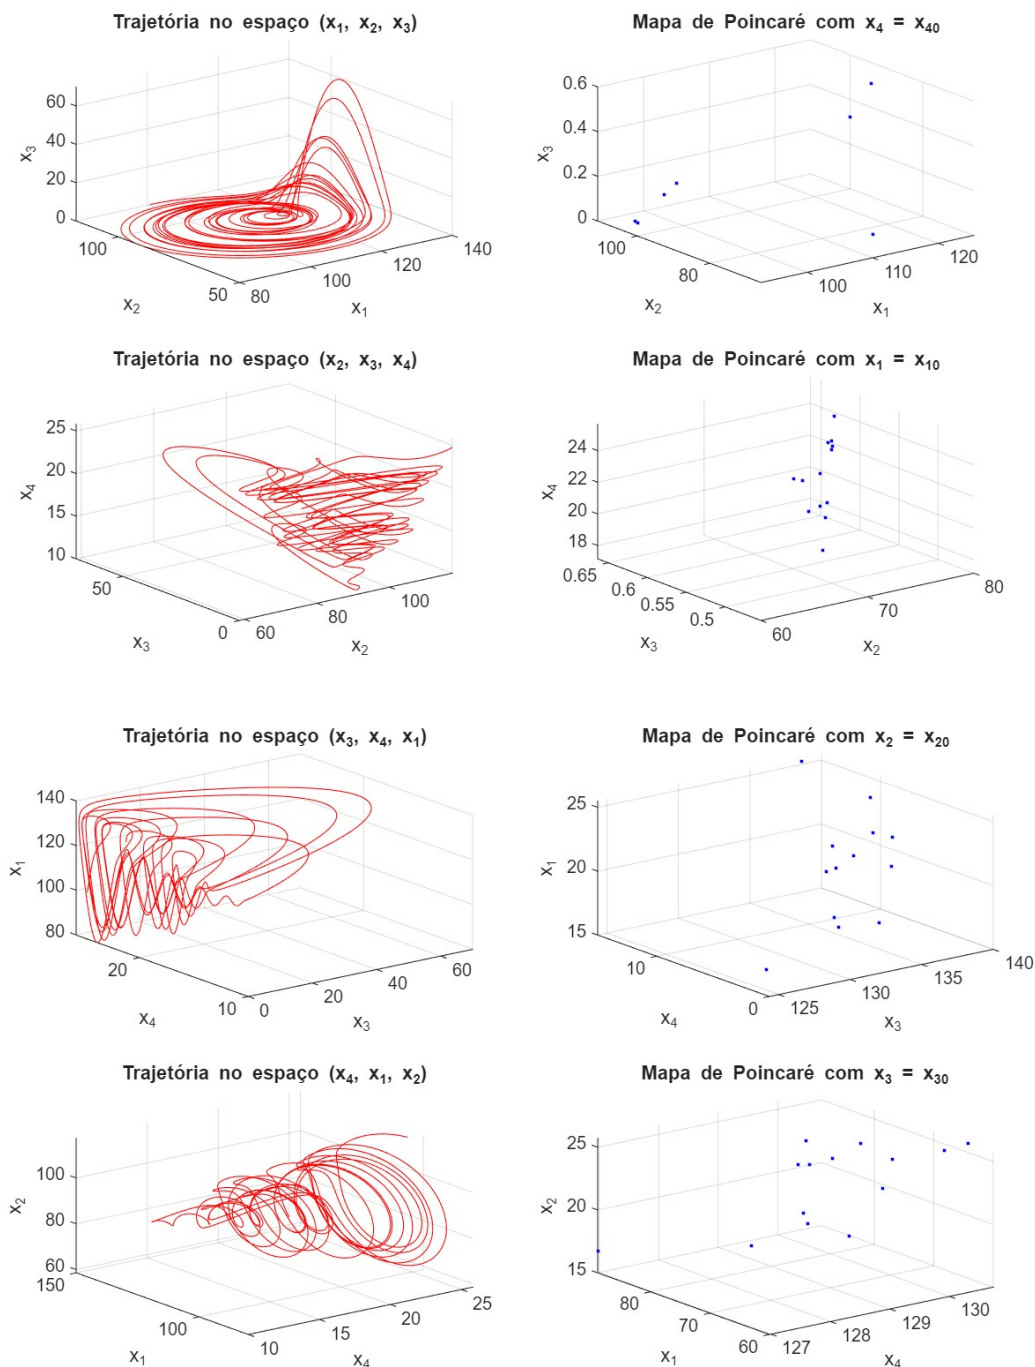 Trajetória no espaço (x₁, x₂, x₃)
60
40
20
0
x₃
100
50
x₂
80
100
120
140
x₁
Mapa de Poincaré com x₄ = x₄₀
0.6
0.4
0.2
0
x₃
100
80
x₂
100
110
120
x₁
Trajetória no espaço (x₂, x₃, x₄)
25
20
15
10
x₄
50
0
x₃
60
80
100
x₂
Mapa de Poincaré com x₁ = x₁₀
24
22
20
18
x₄
0.65
0.6
0.55
0.5
x₃
60
70
80
x₂
Trajetória no espaço (x₃, x₄, x₁)
140
120
100
80
x₁
20
10
x₄
0
20
40
60
x₃
Mapa de Poincaré com x₂ = x₂₀
25
20
15
x₁
10
0
x₄
125
130
135
140
x₃
Trajetória no espaço (x₄, x₁, x₂)
100
80
60
x₂
150
100
x₁
10
15
20
25
x₄
Mapa de Poincaré com x₃ = x₃₀
25
20
15
x₂
80
70
60
x₁
127
128
129
130
x₄